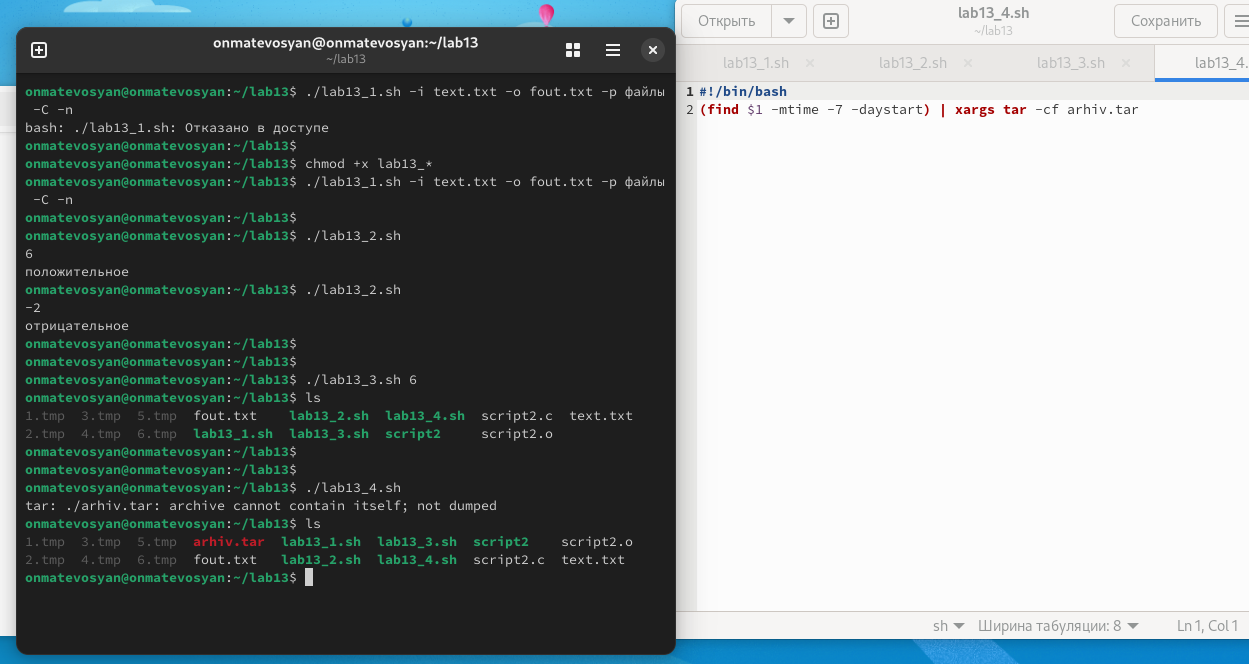 onmatevosyan@onmatevosyan:~/lab13
~/lab13
onmatevosyan@onmatevosyan:~/lab13$ ./lab13_1.sh -i text.txt -o fout.txt -p файлы
 -C -n
bash: ./lab13_1.sh: Отказано в доступе
onmatevosyan@onmatevosyan:~/lab13$
onmatevosyan@onmatevosyan:~/lab13$ chmod +x lab13_*
onmatevosyan@onmatevosyan:~/lab13$ ./lab13_1.sh -i text.txt -o fout.txt -p файлы
 -C -n
onmatevosyan@onmatevosyan:~/lab13$
onmatevosyan@onmatevosyan:~/lab13$ ./lab13_2.sh
6
положительное
onmatevosyan@onmatevosyan:~/lab13$ ./lab13_2.sh
-2
отрицательное
onmatevosyan@onmatevosyan:~/lab13$
onmatevosyan@onmatevosyan:~/lab13$
onmatevosyan@onmatevosyan:~/lab13$ ./lab13_3.sh 6
onmatevosyan@onmatevosyan:~/lab13$ ls
1.tmp  3.tmp  5.tmp  fout.txt    lab13_2.sh  lab13_4.sh  script2.c  text.txt
2.tmp  4.tmp  6.tmp  lab13_1.sh  lab13_3.sh  script2     script2.o
onmatevosyan@onmatevosyan:~/lab13$
onmatevosyan@onmatevosyan:~/lab13$
onmatevosyan@onmatevosyan:~/lab13$ ./lab13_4.sh
tar: ./arhiv.tar: archive cannot contain itself; not dumped
onmatevosyan@onmatevosyan:~/lab13$ ls
1.tmp  3.tmp  5.tmp  arhiv.tar  lab13_1.sh  lab13_3.sh  script2    script2.o
2.tmp  4.tmp  6.tmp  fout.txt   lab13_2.sh  lab13_4.sh  script2.c  text.txt
onmatevosyan@onmatevosyan:~/lab13$
Открыть
lab13_4.sh
~/lab13
Сохранить
lab13_1.sh
lab13_2.sh
lab13_3.sh
lab13_4.
1 #!/bin/bash
2 (find $1 -mtime -7 -daystart) | xargs tar -cf arhiv.tar
sh
Ширина табуляции: 8
Ln 1, Col 1